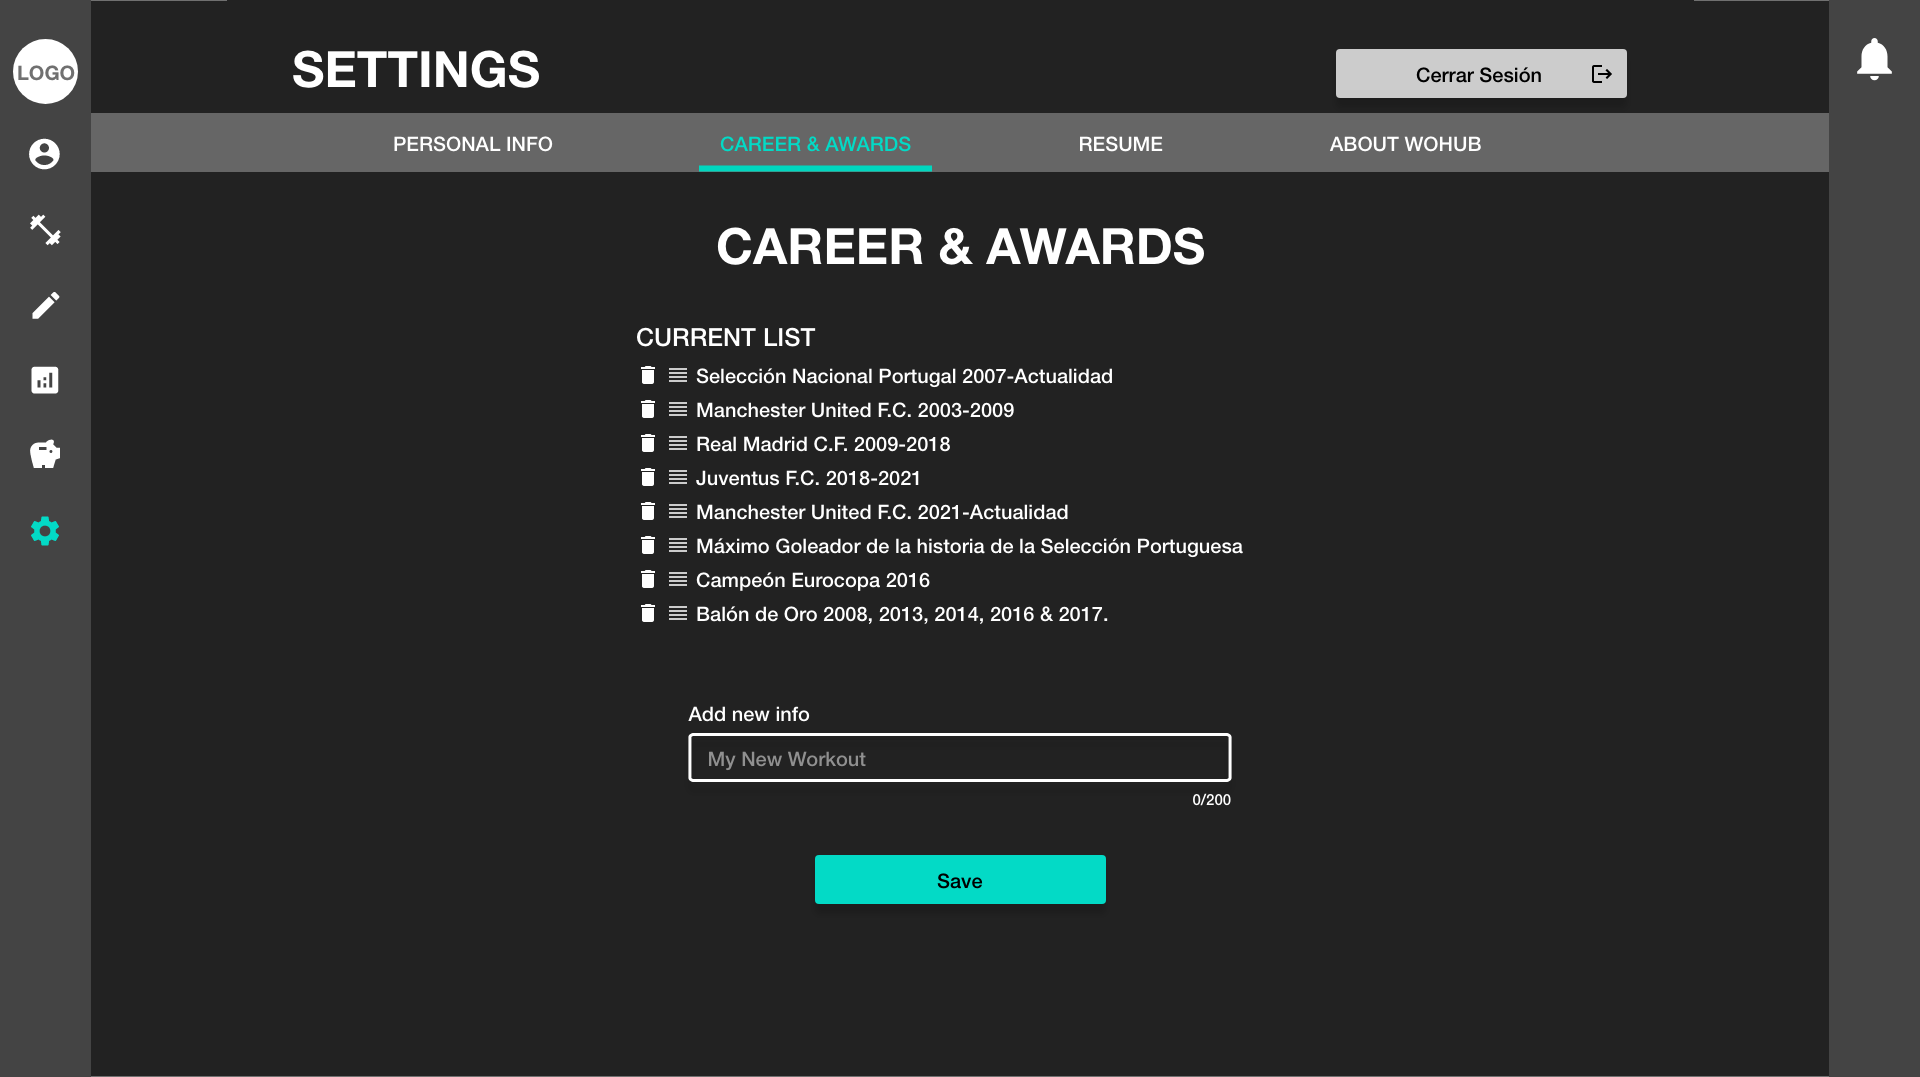 LOGO
SETTINGS
Cerrar Sesión
PERSONAL INFO
CAREER & AWARDS
RESUME
ABOUT WOHUB
CAREER & AWARDS
CURRENT LIST
Selección Nacional Portugal 2007-Actualidad
Manchester United F.C. 2003-2009
Real Madrid C.F. 2009-2018
Juventus F.C. 2018-2021
Manchester United F.C. 2021-Actualidad
Máximo Goleador de la historia de la Selección Portuguesa
Campeón Eurocopa 2016
Balón de Oro 2008, 2013, 2014, 2016 & 2017.
Add new info
My New Workout
0/200
Save